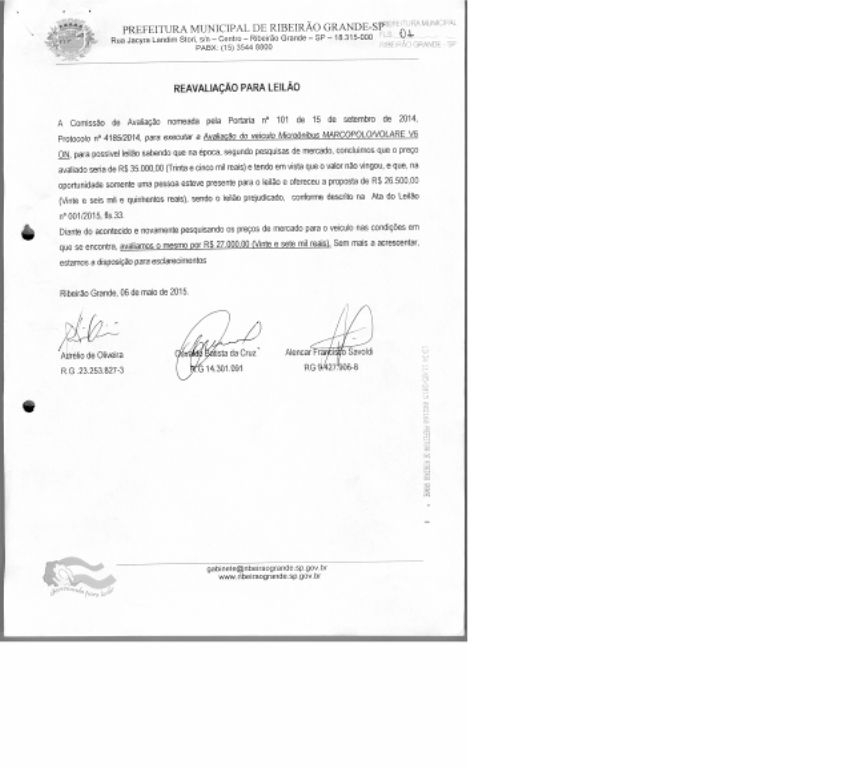 PREFEITURA MUNICIPAL DE RIBEIRÃO GRANDE-SP
Rua Jacyra Landim Stori, s/n – Centro – Ribeirão Grande – SP – 18.315-000
PABX: (15) 3544 8800
PREFEITURA MUNICIPAL
FLS. 02
RIBEIRÃO GRANDE - SP
REAVALIAÇÃO PARA LEILÃO
A Comissão de Avaliação nomeada pela Portaria nº 101 de 15 de setembro de 2014,
Protocolo nº 4185/2014, para executar a Avaliação do veículo Microônibus MARCOPOLO/VOLARE V6
ON, para possível leilão sabendo que na época, segundo pesquisas de mercado, concluímos que o preço
avaliado seria de R$ 35.000,00 (Trinta e cinco mil reais) e tendo em vista que o valor não vingou, e que, na
oportunidade somente uma pessoa esteve presente para o leilão e ofereceu a proposta de R$ 26.500,00
(Vinte e seis mil e quinhentos reais), sendo o leilão prejudicado, conforme descrito na Ata do Leilão
nº 001/2015, fls.33.
Diante do acontecido e novamente pesquisando os preços de mercado para o veículo nas condições em
que se encontra, avaliamos o mesmo por R$ 27.000,00 (Vinte e sete mil reais). Sem mais a acrescentar,
estamos a disposição para esclarecimentos
Ribeirão Grande, 06 de maio de 2015.
Aurélio de Oliveira
R.G .23.253.827-3
Osvaldo Batista da Cruz
R.G 14.301.091
Alencar Francisco Savoldi
RG 9.427.906-8
gabinete@ribeiraogrande.sp.gov.br
www.ribeiraogrande.sp.gov.br